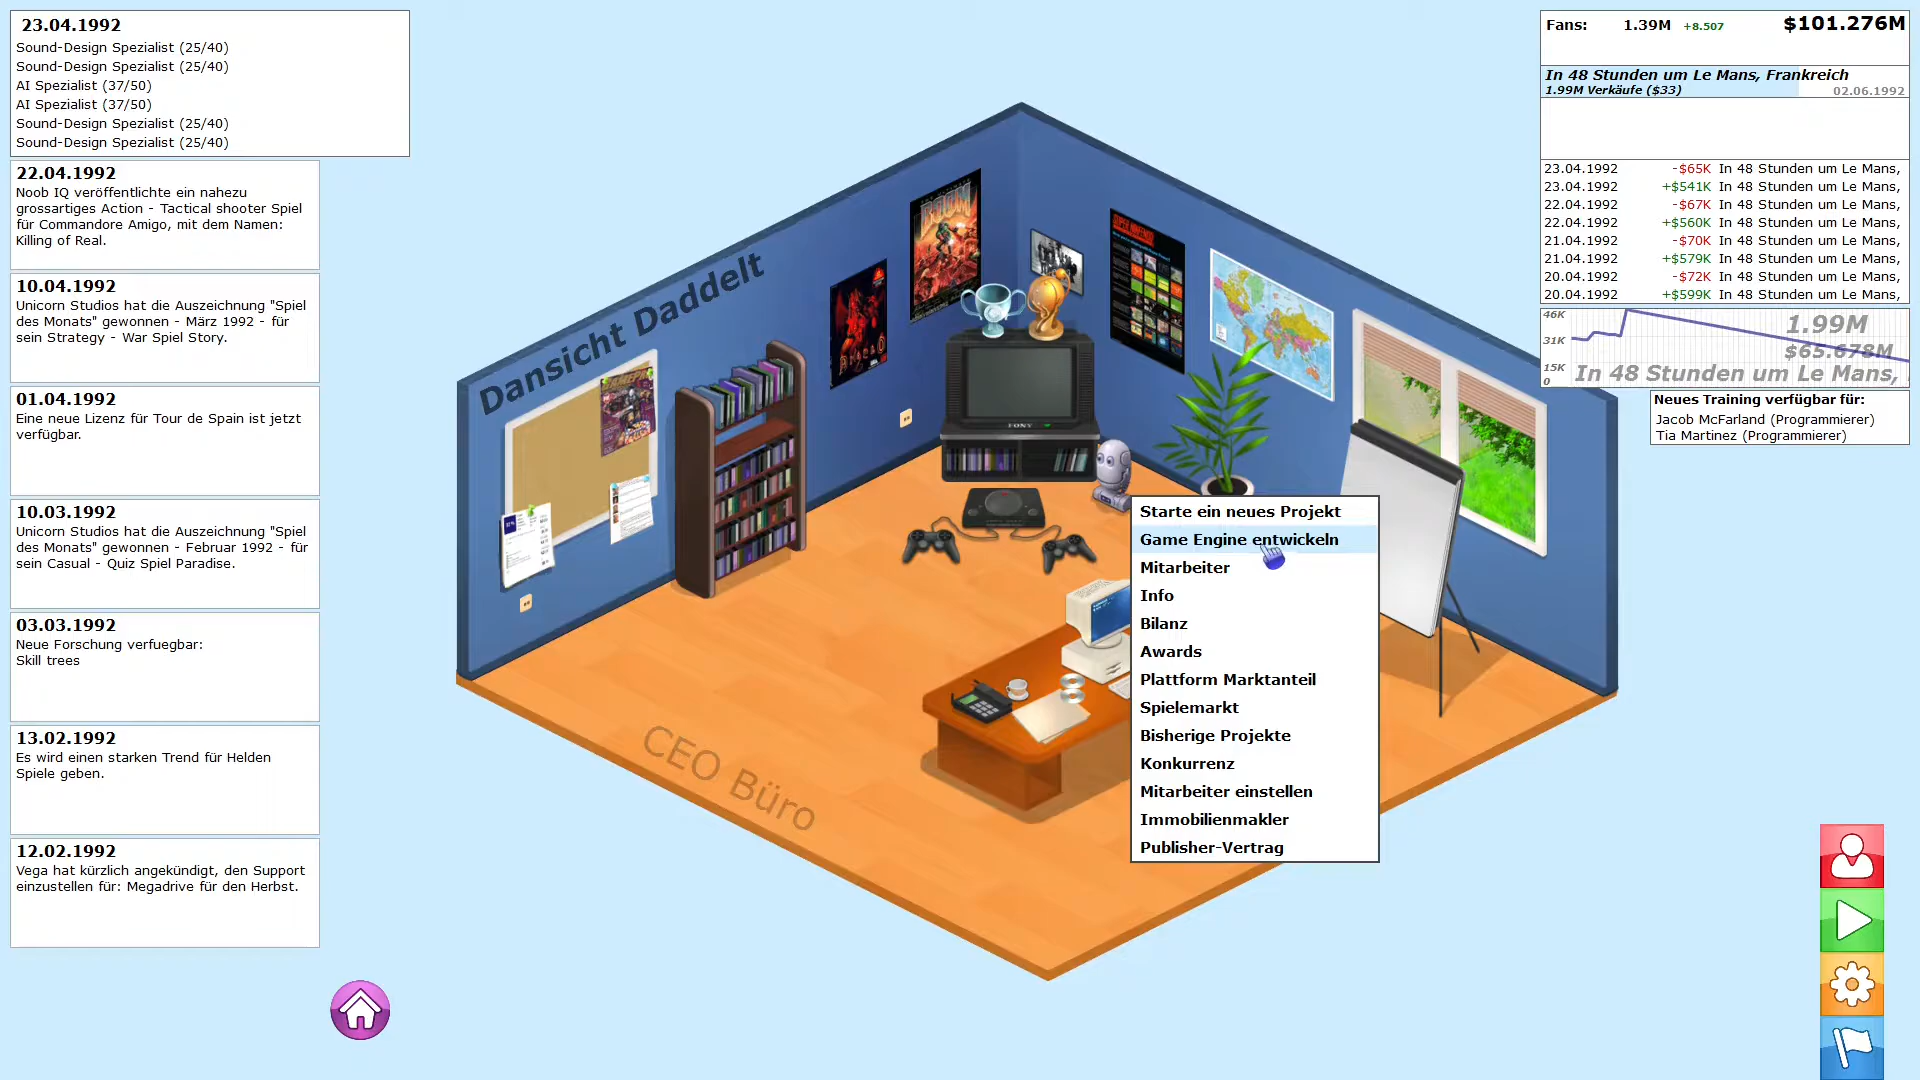 23.04.1992
Sound-Design Spezialist (25/40)
Sound-Design Spezialist (25/40)
AI Spezialist (37/50)
AI Spezialist (37/50)
Sound-Design Spezialist (25/40)
Sound-Design Spezialist (25/40)
22.04.1992
Noob IQ veröffentlichte ein nahezu
grossartiges Action - Tactical shooter Spiel
für Commandore Amigo, mit dem Namen:
Killing of Real.
10.04.1992
Unicorn Studios hat die Auszeichnung "Spiel
des Monats" gewonnen - März 1992 - für
sein Strategy - War Spiel Story.
01.04.1992
Eine neue Lizenz für Tour de Spain ist jetzt
verfügbar.
10.03.1992
Unicorn Studios hat die Auszeichnung "Spiel
des Monats" gewonnen - Februar 1992 - für
sein Casual - Quiz Spiel Paradise.
03.03.1992
Neue Forschung verfuegbar:
Skill trees
13.02.1992
Es wird einen starken Trend für Helden
Spiele geben.
12.02.1992
Vega hat kürzlich angekündigt, den Support
einzustellen für: Megadrive für den Herbst.
Dansicht Daddelt
DOOM
SUPER NINTENDO
FONY
CEO Büro
Starte ein neues Projekt
Game Engine entwickeln
Mitarbeiter
Info
Bilanz
Awards
Plattform Marktanteil
Spielemarkt
Bisherige Projekte
Konkurrenz
Mitarbeiter einstellen
Immobilienmakler
Publisher-Vertrag
Fans: 1.39M +8.507 $101.276M
In 48 Stunden um Le Mans, Frankreich
1.99M Verkäufe ($33) 02.06.1992
23.04.1992 -$65K In 48 Stunden um Le Mans,
23.04.1992 +$541K In 48 Stunden um Le Mans,
22.04.1992 -$67K In 48 Stunden um Le Mans,
22.04.1992 +$560K In 48 Stunden um Le Mans,
21.04.1992 -$70K In 48 Stunden um Le Mans,
21.04.1992 +$579K In 48 Stunden um Le Mans,
20.04.1992 -$72K In 48 Stunden um Le Mans,
20.04.1992 +$599K In 48 Stunden um Le Mans,
46K
31K
15K
0
1.99M
$65.678M
In 48 Stunden um Le Mans,
Neues Training verfügbar für:
Jacob McFarland (Programmierer)
Tia Martinez (Programmierer)